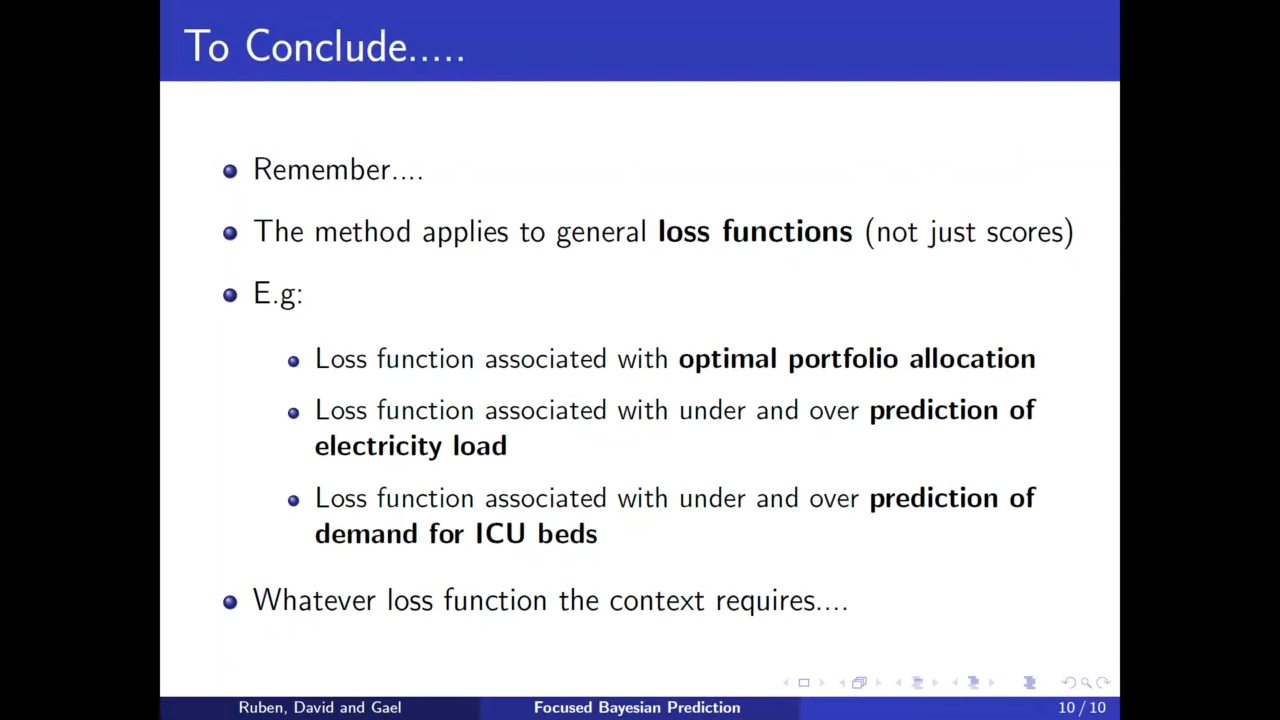 To Conclude.....
Remember....
The method applies to general loss functions (not just scores)
E.g:
Loss function associated with optimal portfolio allocation
Loss function associated with under and over prediction of
electricity load
Loss function associated with under and over prediction of
demand for ICU beds
Whatever loss function the context requires....
Ruben, David and Gael
Focused Bayesian Prediction
10 / 10